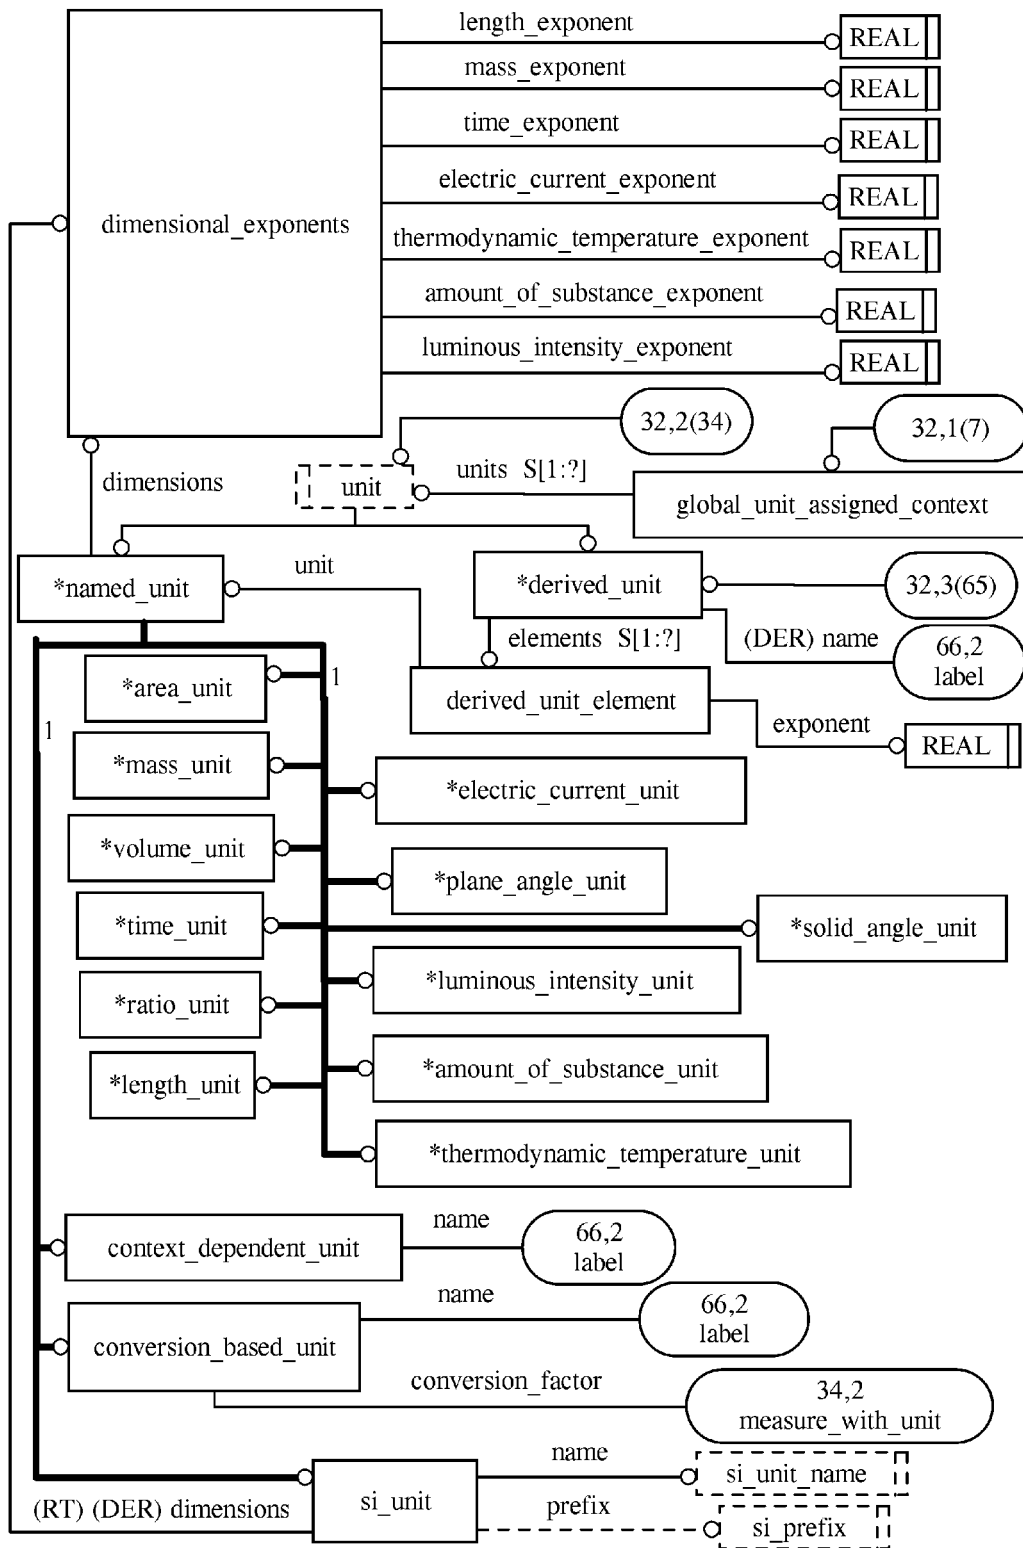 length_exponent
REAL
mass_exponent
REAL
time_exponent
REAL
electric_current_exponent
REAL
dimensional_exponents
thermodynamic_temperature_exponent
REAL
amount_of_substance_exponent
REAL
luminous_intensity_exponent
REAL
32,2(34)
32,1(7)
dimensions
unit
units S[1:?]
global_unit_assigned_context
*named_unit
unit
*derived_unit
32,3(65)
elements S[1:?]
(DER) name
66,2
label
*area_unit
1
1
derived_unit_element
exponent
REAL
*mass_unit
*electric_current_unit
*volume_unit
*plane_angle_unit
*time_unit
*solid_angle_unit
*luminous_intensity_unit
*ratio_unit
*amount_of_substance_unit
*length_unit
*thermodynamic_temperature_unit
context_dependent_unit
name
66,2
label
name
66,2
label
conversion_based_unit
conversion_factor
34,2
measure_with_unit
name
si_unit_name
(RT) (DER) dimensions
si_unit
prefix
si_prefix